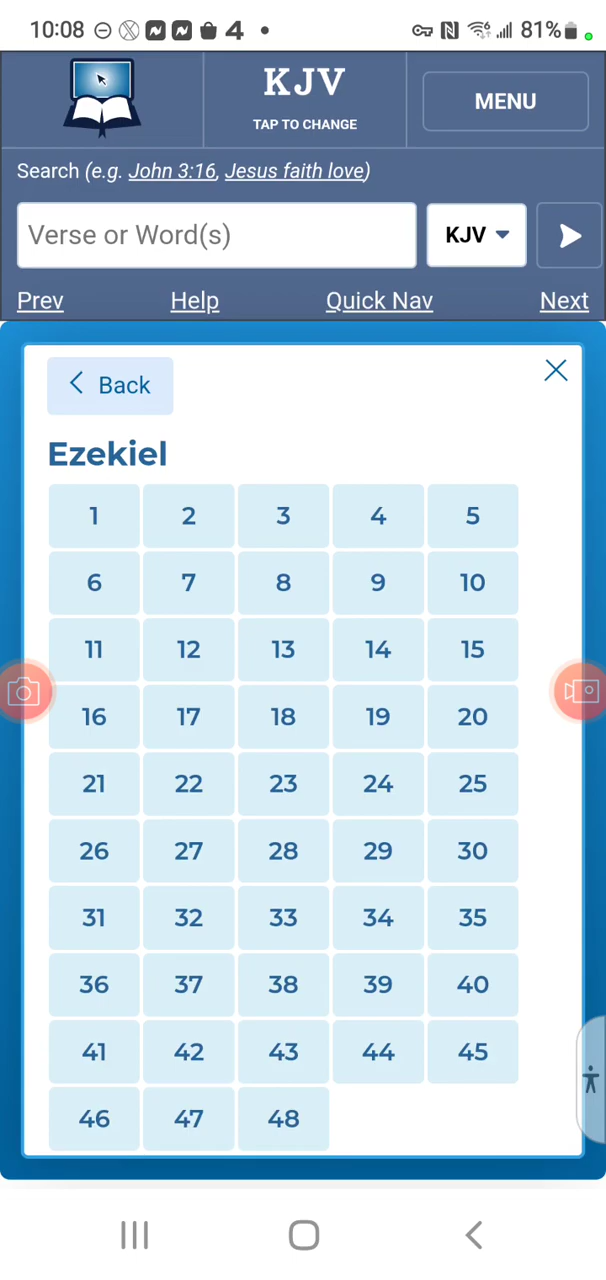 10:08 4 81%
KJV
TAP TO CHANGE
MENU
Search (e.g. John 3:16, Jesus faith love)
Verse or Word(s)
KJV
Prev Help Quick Nav Next
Back
Ezekiel
1 2 3 4 5
6 7 8 9 10
11 12 13 14 15
16 17 18 19 20
21 22 23 24 25
26 27 28 29 30
31 32 33 34 35
36 37 38 39 40
41 42 43 44 45
46 47 48